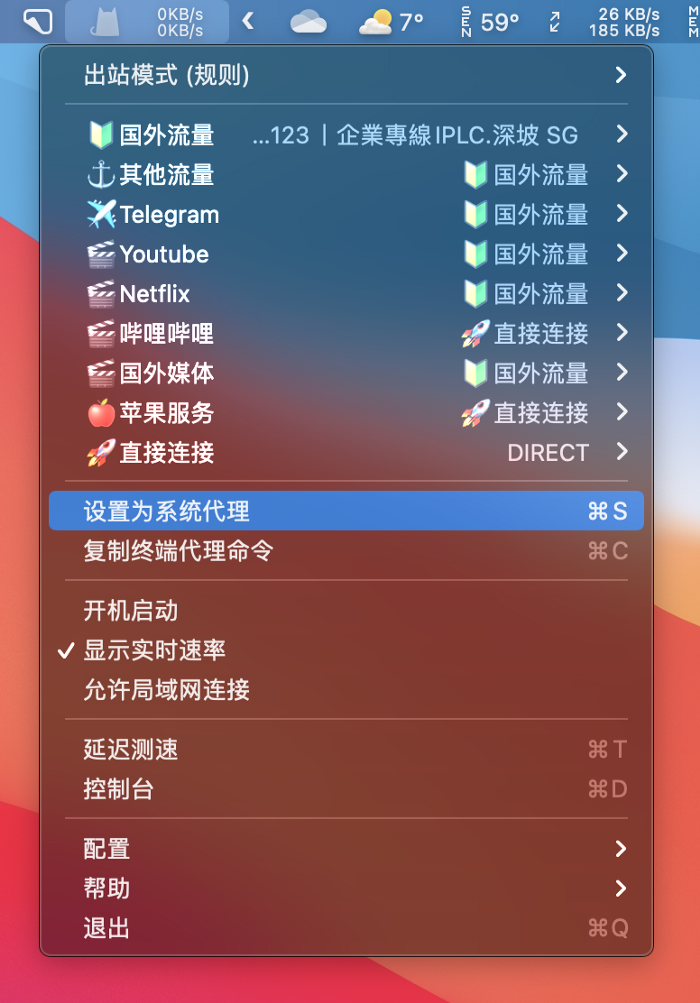 0KB/s
0KB/s
7°
SEN 59°
26 KB/s
185 KB/s
MEM
出站模式 (规则)
国外流量 ...123 | 企業專線IPLC.深坡 SG
其他流量 国外流量
Telegram 国外流量
Youtube 国外流量
Netflix 国外流量
哔哩哔哩 直接连接
国外媒体 国外流量
苹果服务 直接连接
直接连接 DIRECT
设置为系统代理 ⌘S
复制终端代理命令 ⌘C
开机启动
显示实时速率
允许局域网连接
延迟测速 ⌘T
控制台 ⌘D
配置
帮助
退出 ⌘Q